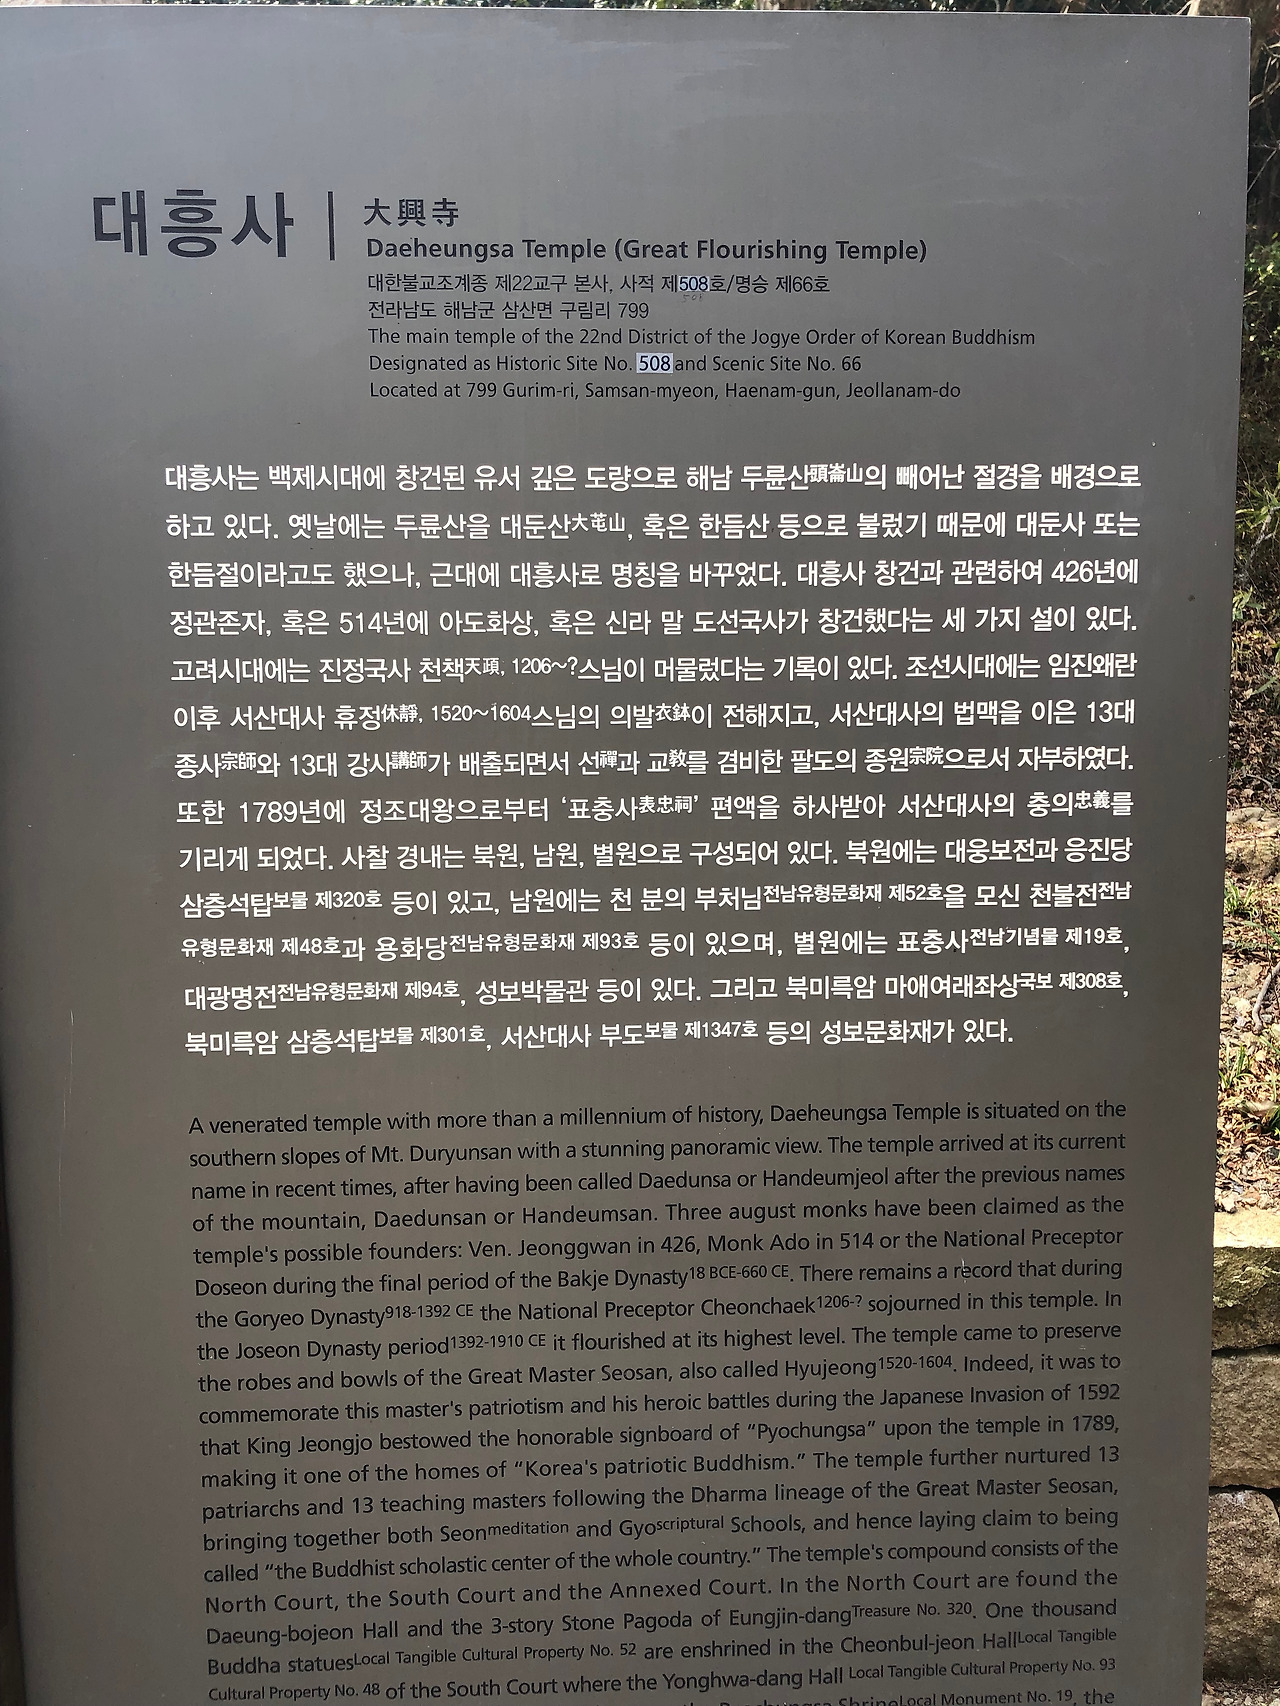 대흥사
大興寺
Daeheungsa Temple (Great Flourishing Temple)
대한불교조계종 제22교구 본사, 사적 제508호/명승 제66호
전라남도 해남군 삼산면 구림리 799
The main temple of the 22nd District of the Jogye Order of Korean Buddhism
Designated as Historic Site No. 508 and Scenic Site No. 66
Located at 799 Gurim-ri, Samsan-myeon, Haenam-gun, Jeollanam-do
대흥사는 백제시대에 창건된 유서 깊은 도량으로 해남 두륜산頭崙山의 빼어난 절경을 배경으로
하고 있다. 옛날에는 두륜산을 대둔산大芚山, 혹은 한듬산 등으로 불렀기 때문에 대둔사 또는
한듬절이라고도 했으나, 근대에 대흥사로 명칭을 바꾸었다. 대흥사 창건과 관련하여 426년에
정관존자, 혹은 514년에 아도화상, 혹은 신라 말 도선국사가 창건했다는 세 가지 설이 있다.
고려시대에는 진정국사 천책天頙, 1206~?스님이 머물렀다는 기록이 있다. 조선시대에는 임진왜란
이후 서산대사 휴정休靜, 1520~1604스님의 의발衣鉢이 전해지고, 서산대사의 법맥을 이은 13대
종사宗師와 13대 강사講師가 배출되면서 선禪과 교敎를 겸비한 팔도의 종원宗院으로서 자부하였다.
또한 1789년에 정조대왕으로부터 '표충사表忠祠' 편액을 하사받아 서산대사의 충의忠義를
기리게 되었다. 사찰 경내는 북원, 남원, 별원으로 구성되어 있다. 북원에는 대웅보전과 응진당
삼층석탑보물 제320호 등이 있고, 남원에는 천 분의 부처님전남유형문화재 제52호을 모신 천불전전남
유형문화재 제48호과 용화당전남유형문화재 제93호 등이 있으며, 별원에는 표충사전남기념물 제19호,
대광명전전남유형문화재 제94호, 성보박물관 등이 있다. 그리고 북미륵암 마애여래좌상국보 제308호,
북미륵암 삼층석탑보물 제301호, 서산대사 부도보물 제1347호 등의 성보문화재가 있다.
A venerated temple with more than a millennium of history, Daeheungsa Temple is situated on the
southern slopes of Mt. Duryunsan with a stunning panoramic view. The temple arrived at its current
name in recent times, after having been called Daedunsa or Handeumjeol after the previous names
of the mountain, Daedunsan or Handeumsan. Three august monks have been claimed as the
temple's possible founders: Ven. Jeonggwan in 426, Monk Ado in 514 or the National Preceptor
Doseon during the final period of the Bakje Dynasty18 BCE-660 CE. There remains a record that during
the Goryeo Dynasty918-1392 CE the National Preceptor Cheonchaek1206-? sojourned in this temple. In
the Joseon Dynasty period1392-1910 CE it flourished at its highest level. The temple came to preserve
the robes and bowls of the Great Master Seosan, also called Hyujeong1520-1604. Indeed, it was to
commemorate this master's patriotism and his heroic battles during the Japanese Invasion of 1592
that King Jeongjo bestowed the honorable signboard of "Pyochungsa" upon the temple in 1789,
making it one of the homes of "Korea's patriotic Buddhism." The temple further nurtured 13
patriarchs and 13 teaching masters following the Dharma lineage of the Great Master Seosan,
bringing together both Seonmeditation and Gyoscriptural Schools, and hence laying claim to being
called "the Buddhist scholastic center of the whole country." The temple's compound consists of the
North Court, the South Court and the Annexed Court. In the North Court are found the
Daeung-bojeon Hall and the 3-story Stone Pagoda of Eungjin-dangTreasure No. 320. One thousand
Buddha statuesLocal Tangible Cultural Property No. 52 are enshrined in the Cheonbul-jeon HallLocal Tangible
Cultural Property No. 48 of the South Court where the Yonghwa-dang Hall Local Tangible Cultural Property No. 93
ShrineLocal Monument No. 19, the